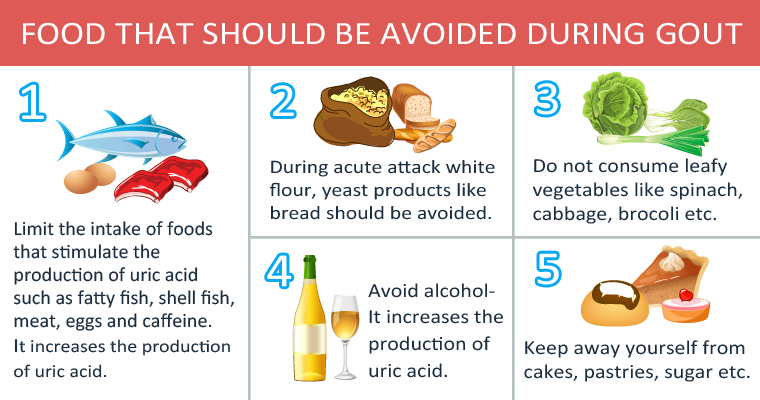 FOOD THAT SHOULD BE AVOIDED DURING GOUT
1
Limit the intake of foods
that stimulate the
production of uric acid
such as fatty fish, shell fish,
meat, eggs and caffeine.
It increases the production
of uric acid.
2
During acute attack white
flour, yeast products like
bread should be avoided.
3
Do not consume leafy
vegetables like spinach,
cabbage, brocoli etc.
4
Avoid alcohol-
It increases the
production of
uric acid.
5
Keep away yourself from
cakes, pastries, sugar etc.